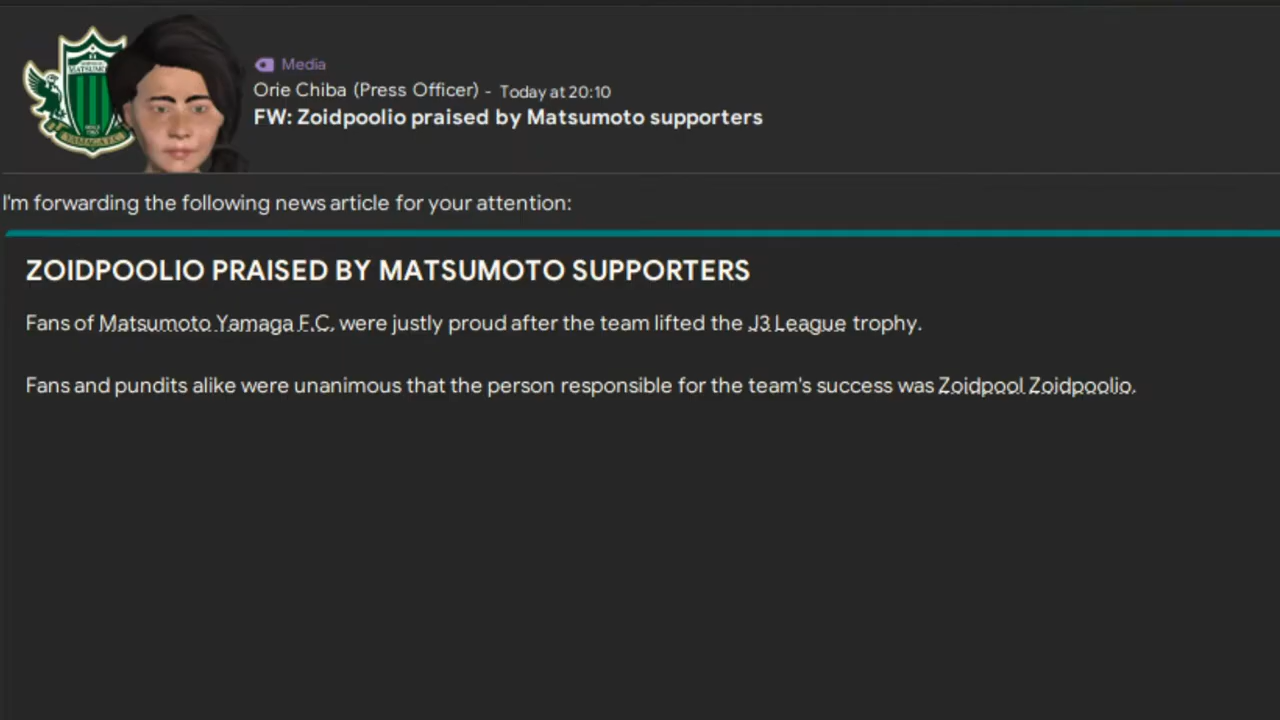 MATSUMO
YAMAGA F.C.
Media
Orie Chiba (Press Officer) - Today at 20:10
FW: Zoidpoolio praised by Matsumoto supporters
I'm forwarding the following news article for your attention:
ZOIDPOOLIO PRAISED BY MATSUMOTO SUPPORTERS
Fans of Matsumoto Yamaga F.C. were justly proud after the team lifted the J3 League trophy.
Fans and pundits alike were unanimous that the person responsible for the team's success was Zoidpool Zoidpoolio.